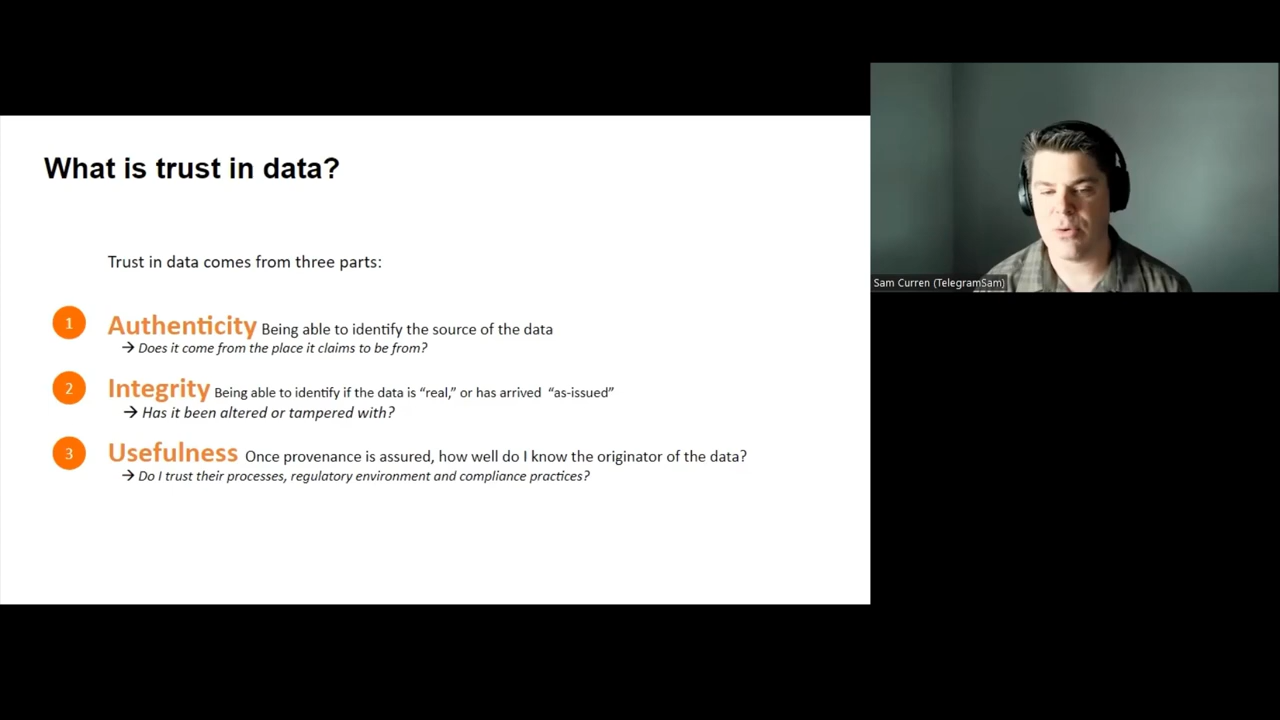 What is trust in data?
Trust in data comes from three parts:
1 Authenticity Being able to identify the source of the data
→ Does it come from the place it claims to be from?
2 Integrity Being able to identify if the data is “real,” or has arrived “as-issued”
→ Has it been altered or tampered with?
3 Usefulness Once provenance is assured, how well do I know the originator of the data?
→ Do I trust their processes, regulatory environment and compliance practices?
Sam Curren (TelegramSam)